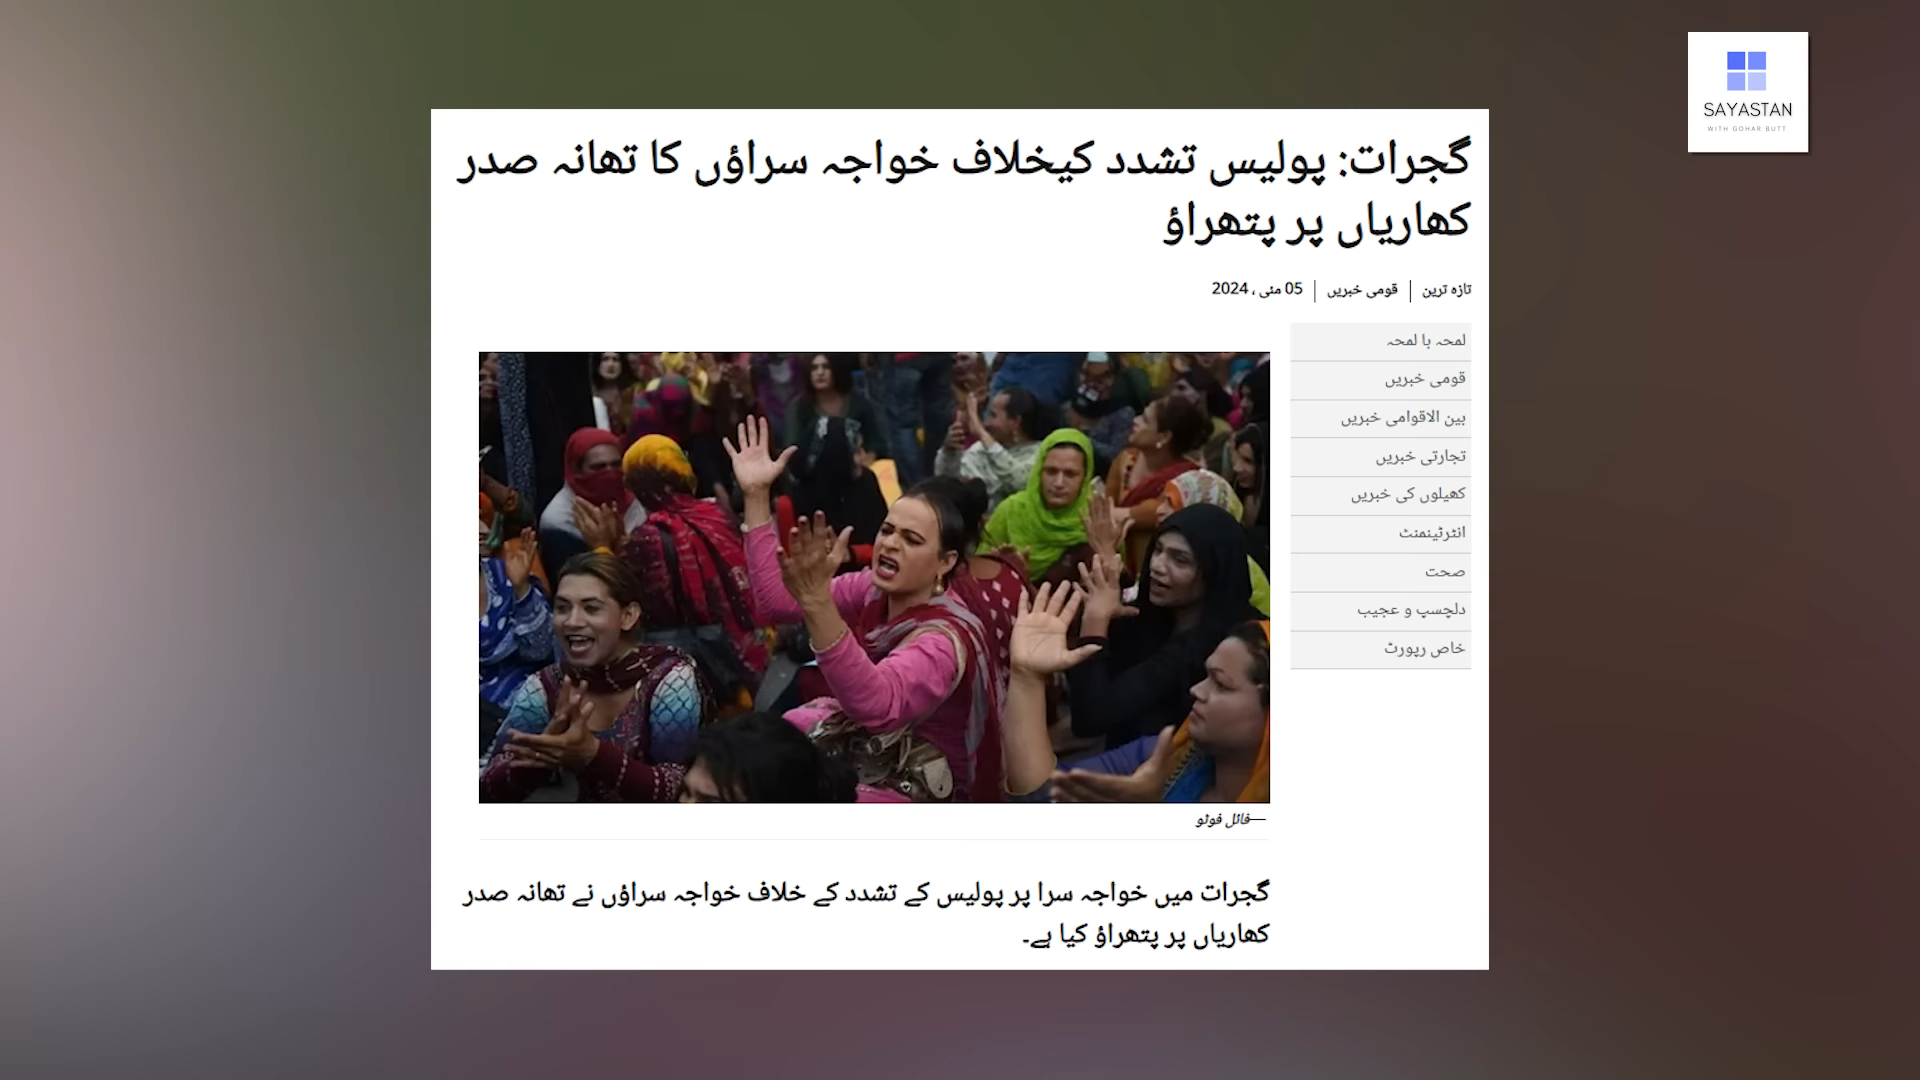 SAYASTAN
WITH GOHAR BUTT
گجرات: پولیس تشدد کیخلاف خواجہ سراؤں کا تھانہ صدر
کھاریاں پر پتھراؤ
تازہ ترین | قومی خبریں | 05 مئی ، 2024
لمحہ با لمحہ
قومی خبریں
بین الاقوامی خبریں
تجارتی خبریں
کھیلوں کی خبریں
انٹرٹینمنٹ
صحت
دلچسپ و عجیب
خاص رپورٹ
—فائل فوٹو
گجرات میں خواجہ سرا پر پولیس کے تشدد کے خلاف خواجہ سراؤں نے تھانہ صدر
کھاریاں پر پتھراؤ کیا ہے۔